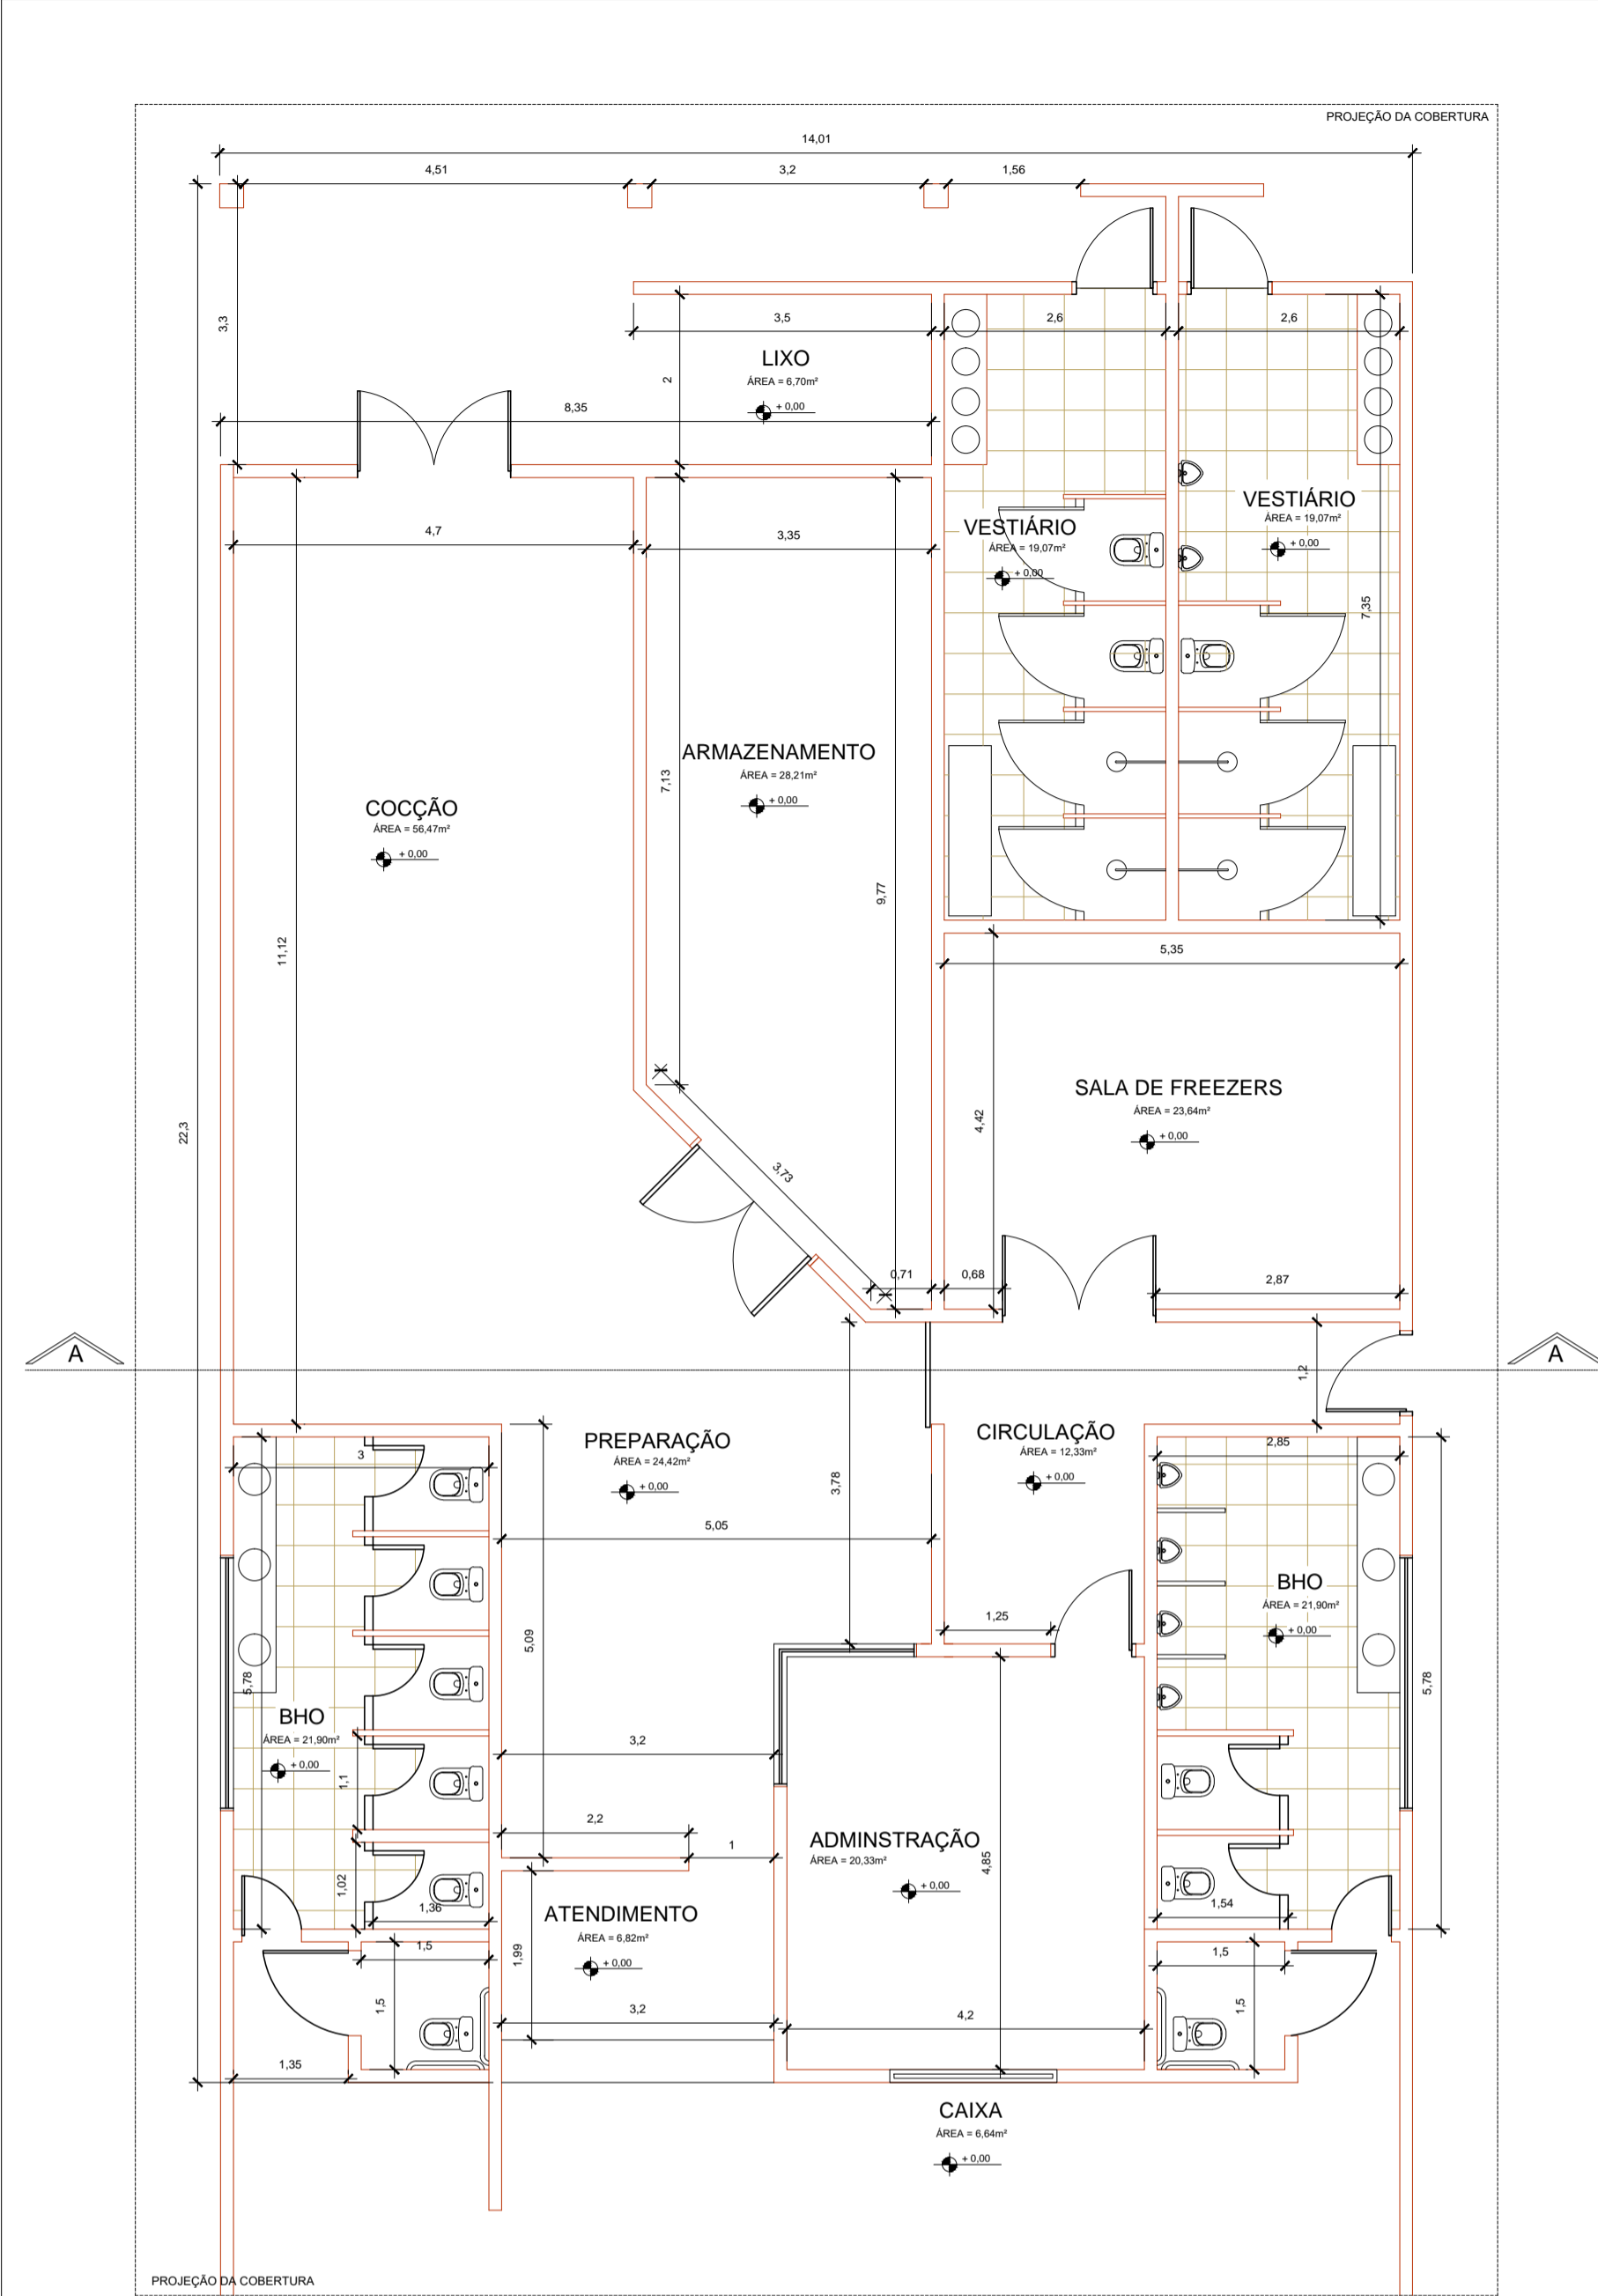 PROJEÇÃO DA COBERTURA
14,01
4,51
3,2
1,56
3,3
3,5
2,6
2,6
LIXO
ÁREA = 6,70m²
+ 0,00
2
8,35
4,7
3,35
VESTIÁRIO
ÁREA = 19,07m²
+ 0,00
VESTIÁRIO
ÁREA = 19,07m²
+ 0,00
7,35
ARMAZENAMENTO
ÁREA = 28,21m²
+ 0,00
7,13
COCÇÃO
ÁREA = 56,47m²
+ 0,00
9,77
11,12
5,35
SALA DE FREEZERS
ÁREA = 23,64m²
+ 0,00
4,42
22,3
3,73
0,71
0,68
2,87
A
A
1,2
PREPARAÇÃO
ÁREA = 24,42m²
+ 0,00
CIRCULAÇÃO
ÁREA = 12,33m²
+ 0,00
3
2,85
3,78
5,05
BHO
ÁREA = 21,90m²
+ 0,00
1,25
5,09
5,78
5,78
BHO
ÁREA = 21,90m²
+ 0,00
3,2
1,1
2,2
1
ADMINSTRAÇÃO
ÁREA = 20,33m²
+ 0,00
4,85
1,02
1,36
1,54
ATENDIMENTO
ÁREA = 6,82m²
+ 0,00
1,99
1,5
1,5
1,5
1,5
3,2
4,2
1,35
CAIXA
ÁREA = 6,64m²
+ 0,00
PROJEÇÃO DA COBERTURA